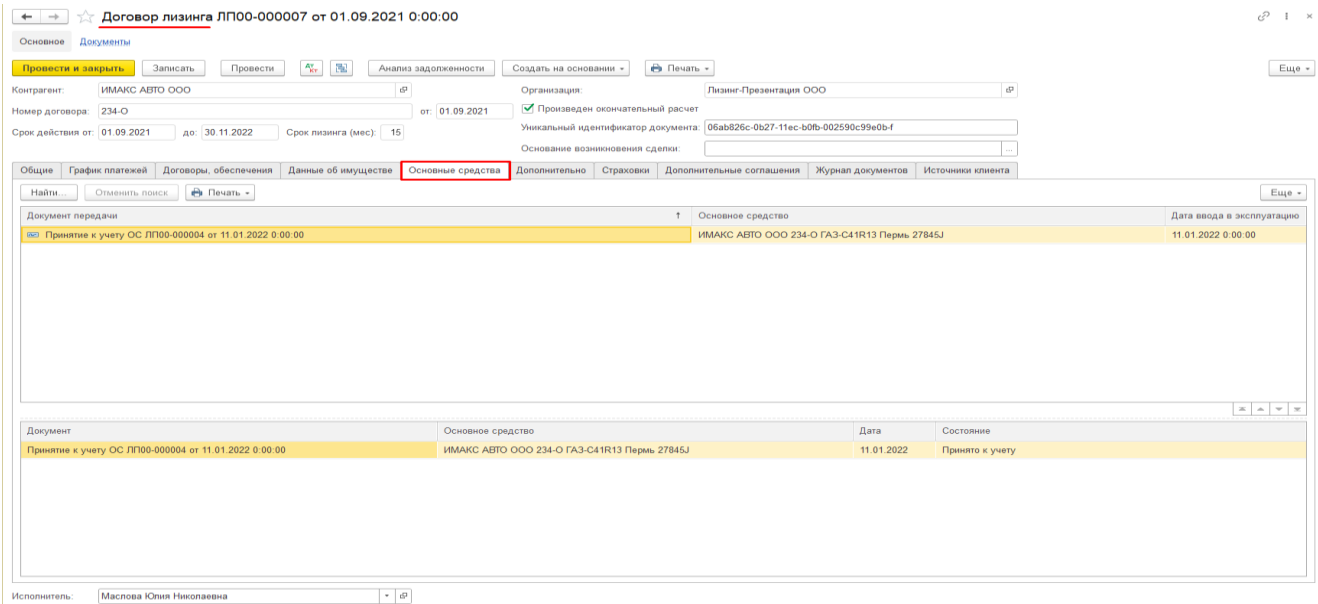 Договор лизинга ЛП00-000007 от 01.09.2021 0:00:00
Основное Документы
Провести и закрыть Записать Провести Дт Кт Анализ задолженности Создать на основании Печать Еще
Контрагент: ИМАКС АВТО ООО Организация: Лизинг-Презентация ООО
Номер договора: 234-О от: 01.09.2021 Произведен окончательный расчет
Срок действия от: 01.09.2021 до: 30.11.2022 Срок лизинга (мес): 15 Уникальный идентификатор документа: 06ab826c-0b27-11ec-b0fb-002590c99e0b-f
Основание возникновения сделки: ...
Общие График платежей Договоры, обеспечения Данные об имуществе Основные средства Дополнительно Страховки Дополнительные соглашения Журнал документов Источники клиента
Найти... Отменить поиск Печать Еще
Документ передачи Основное средство Дата ввода в эксплуатацию
Принятие к учету ОС ЛП00-000004 от 11.01.2022 0:00:00 ИМАКС АВТО ООО 234-О ГАЗ-C41R13 Пермь 27845J 11.01.2022 0:00:00
Документ Основное средство Дата Состояние
Принятие к учету ОС ЛП00-000004 от 11.01.2022 0:00:00 ИМАКС АВТО ООО 234-О ГАЗ-C41R13 Пермь 27845J 11.01.2022 Принято к учету
Исполнитель: Маслова Юлия Николаевна